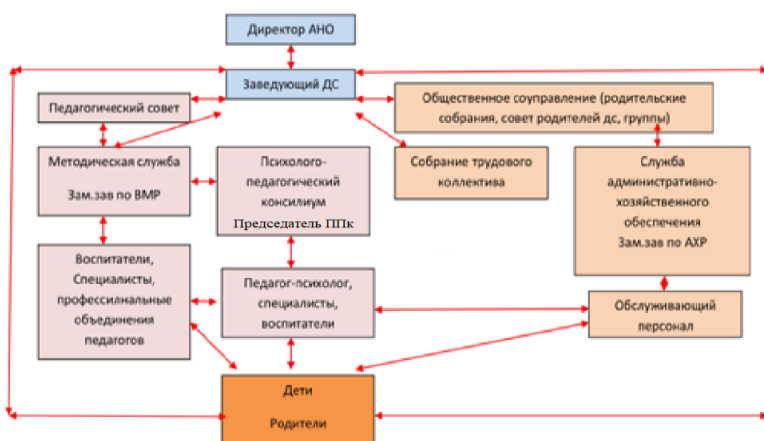 Директор АНО
Заведующий ДС
Педагогический совет
Общественное соуправление (родительские
собрания, совет родителей дс, группы)
Методическая служба
Зам.зав по ВМР
Психолого-
педагогический
консилиум
Председатель ППк
Собрание трудового
коллектива
Служба
административно-
хозяйственного
обеспечения
Зам.зав по АХР
Воспитатели,
Специалисты,
профессилнальные
объединения
педагогов
Педагог-психолог,
специалисты,
воспитатели
Обслуживающий
персонал
Дети
Родители